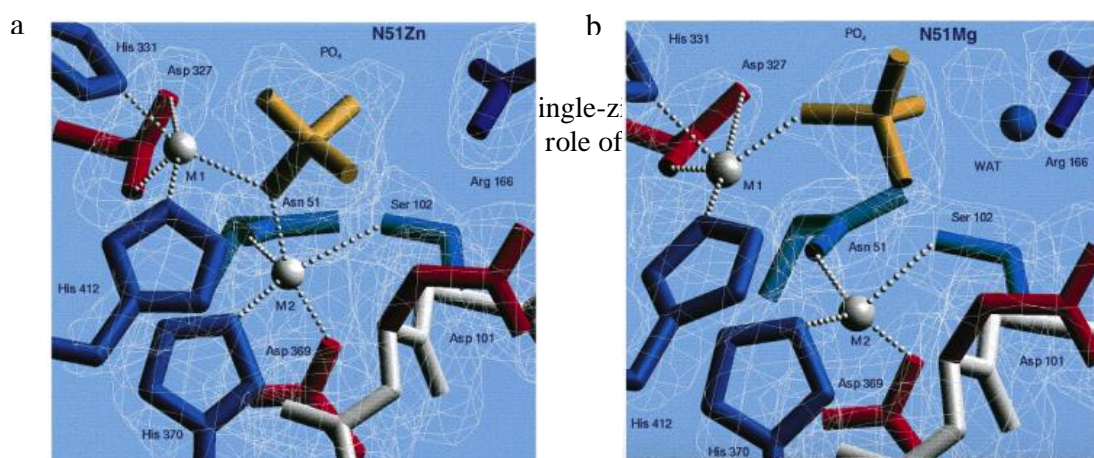 a
N51Zn
His 331
PO₄
Asp 327
M1
Arg 166
Asn 51
Ser 102
His 412
M2
Asp 101
Asp 369
His 370
role of
b
N51Mg
His 331
PO₄
Asp 327
M1
WAT
Arg 166
Ser 102
Asn 51
M2
Asp 101
Asp 369
His 412
His 370